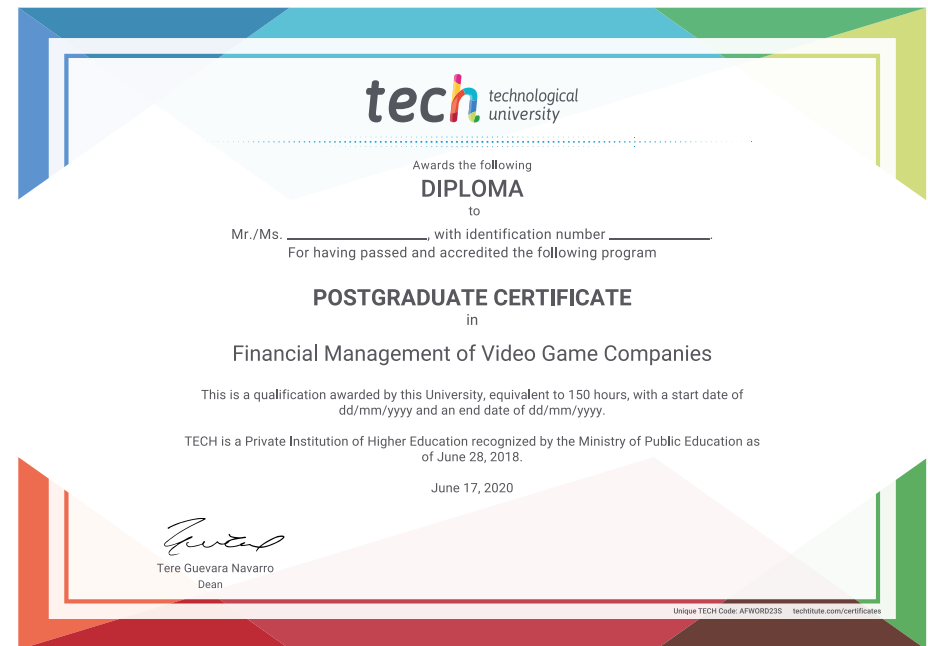 tech technological
university
Awards the following
DIPLOMA
to
Mr./Ms. ____________________, with identification number ______________.
For having passed and accredited the following program
POSTGRADUATE CERTIFICATE
in
Financial Management of Video Game Companies
This is a qualification awarded by this University, equivalent to 150 hours, with a start date of
dd/mm/yyyy and an end date of dd/mm/yyyy.
TECH is a Private Institution of Higher Education recognized by the Ministry of Public Education as
of June 28, 2018.
June 17, 2020
Tere Guevara Navarro
Dean
Unique TECH Code: AFWORD23S techtitute.com/certificates